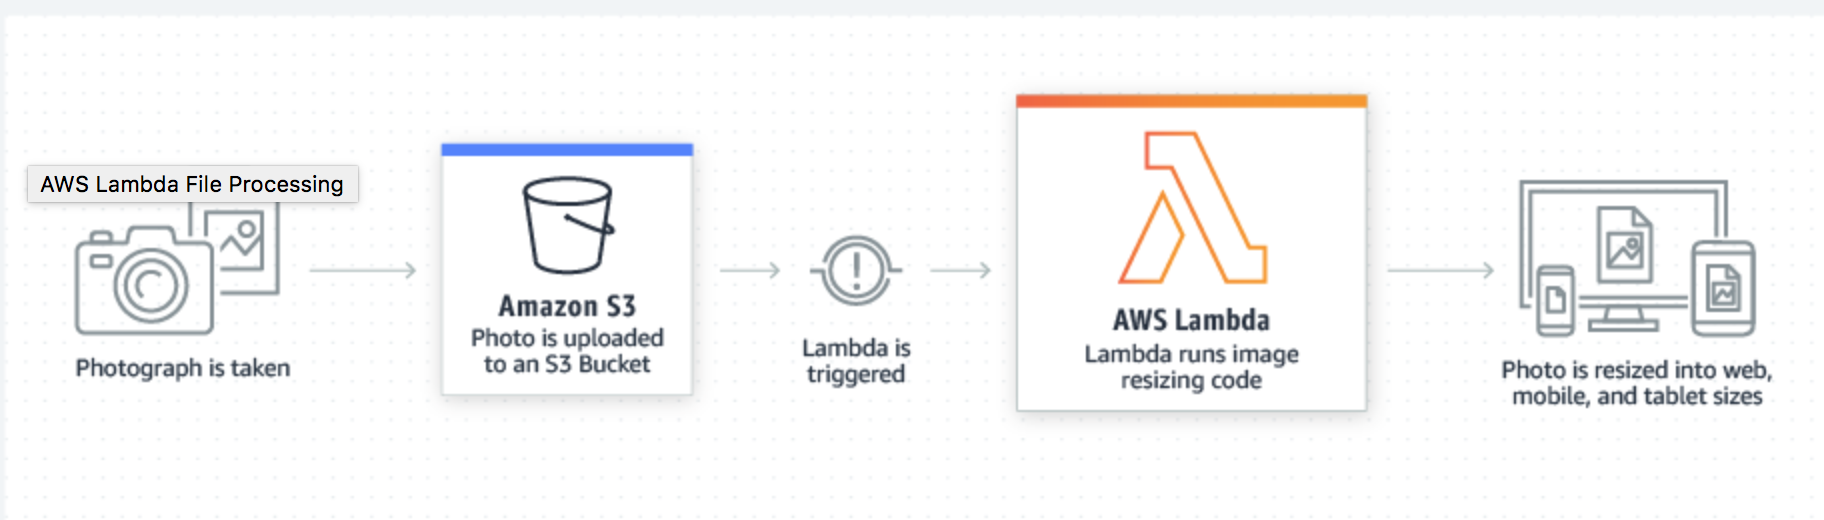 AWS Lambda File Processing
Photograph is taken
Amazon S3
Photo is uploaded
to an S3 Bucket
Lambda is
triggered
AWS Lambda
Lambda runs image
resizing code
Photo is resized into web,
mobile, and tablet sizes